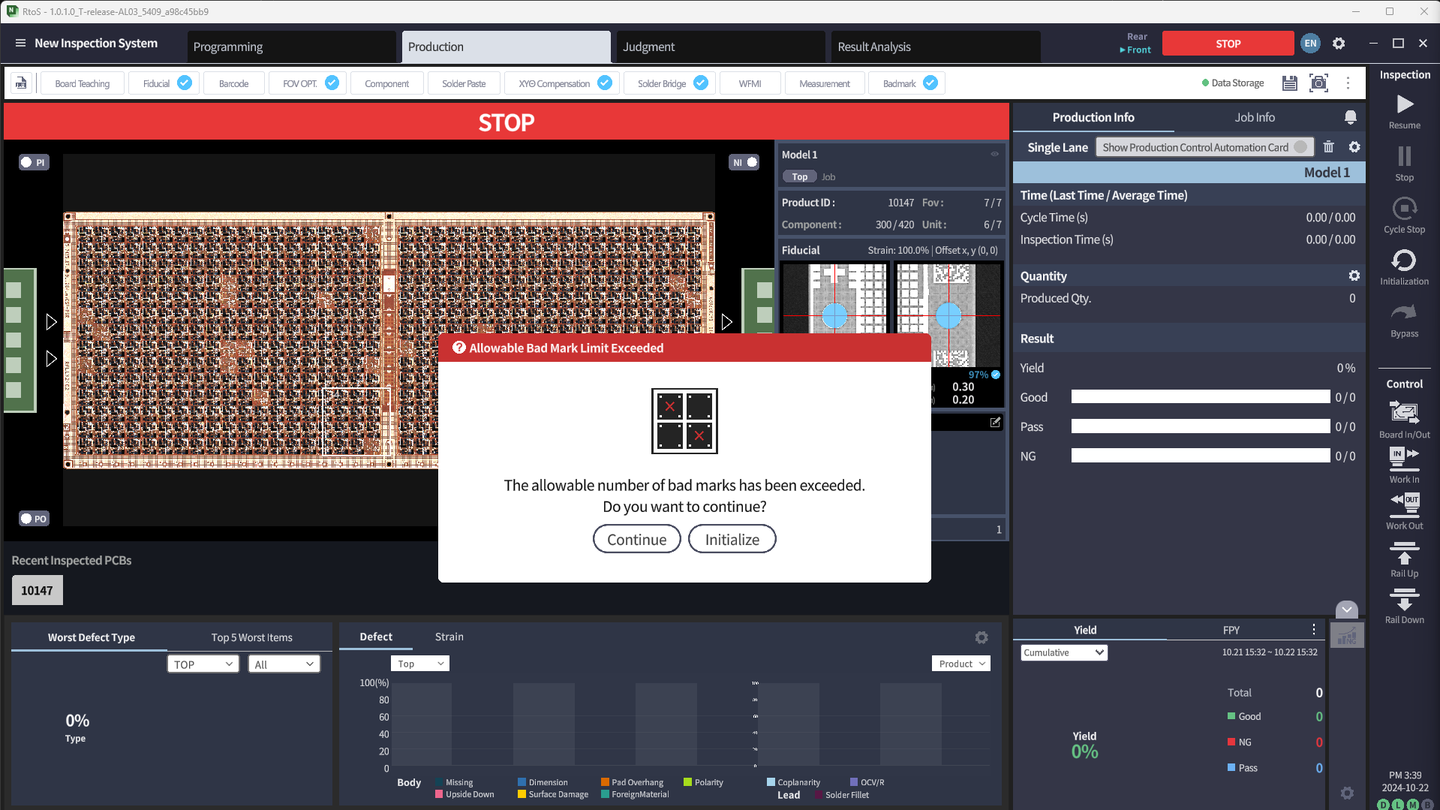 RtoS - 1.0.1.0_T-release-AL03_5409_a98c45bb9
New Inspection System
Programming
Production
Judgment
Result Analysis
Rear
Front
STOP
EN
Board Teaching
Fiducial
Barcode
FOV OPT.
Component
Solder Paste
XYΘ Compensation
Solder Bridge
WFMI
Measurement
Badmark
Data Storage
STOP
PI
NI
PO
Model 1
Top Job
Product ID : 10147 Fov : 7 / 7
Component : 300 / 420 Unit : 6 / 7
Fiducial Strain: 100.0% | Offset x, y (0, 0)
97%
0.30
0.20
1
Allowable Bad Mark Limit Exceeded
The allowable number of bad marks has been exceeded.
Do you want to continue?
Continue
Initialize
Recent Inspected PCBs
10147
Production Info
Job Info
Single Lane
Show Production Control Automation Card
Model 1
Time (Last Time / Average Time)
Cycle Time (s) 0.00 / 0.00
Inspection Time (s) 0.00 / 0.00
Quantity
Produced Qty. 0
Result
Yield 0 %
Good 0 / 0
Pass 0 / 0
NG 0 / 0
Inspection
Resume
Stop
Cycle Stop
Initialization
Bypass
Control
Board In/Out
IN
Work In
OUT
Work Out
Rail Up
Rail Down
Worst Defect Type
Top 5 Worst Items
TOP
All
0%
Type
Defect
Strain
Top
Product
100(%)
80
60
40
20
0
Body Missing Dimension Pad Overhang Polarity Coplanarity OCV/R
Upside Down Surface Damage ForeignMaterial Lead Solder Fillet
Yield
FPY
Cumulative
10.21 15:32 ~ 10.22 15:32
Yield
0%
Total 0
Good 0
NG 0
Pass 0
PM 3:39
2024-10-22
D L M B